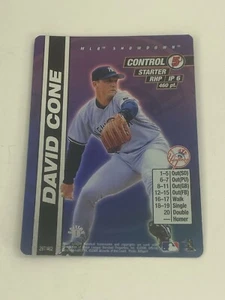 MLB SHOWDOWN
CONTROL 5
STARTER
RHP IP 6
460 pt.
DAVID CONE
1–5 Out(SO)
6–7 Out(PU)
8–11 Out(GB)
12–15 Out(FB)
16–17 Walk
18–19 Single
20 Double
— Homer